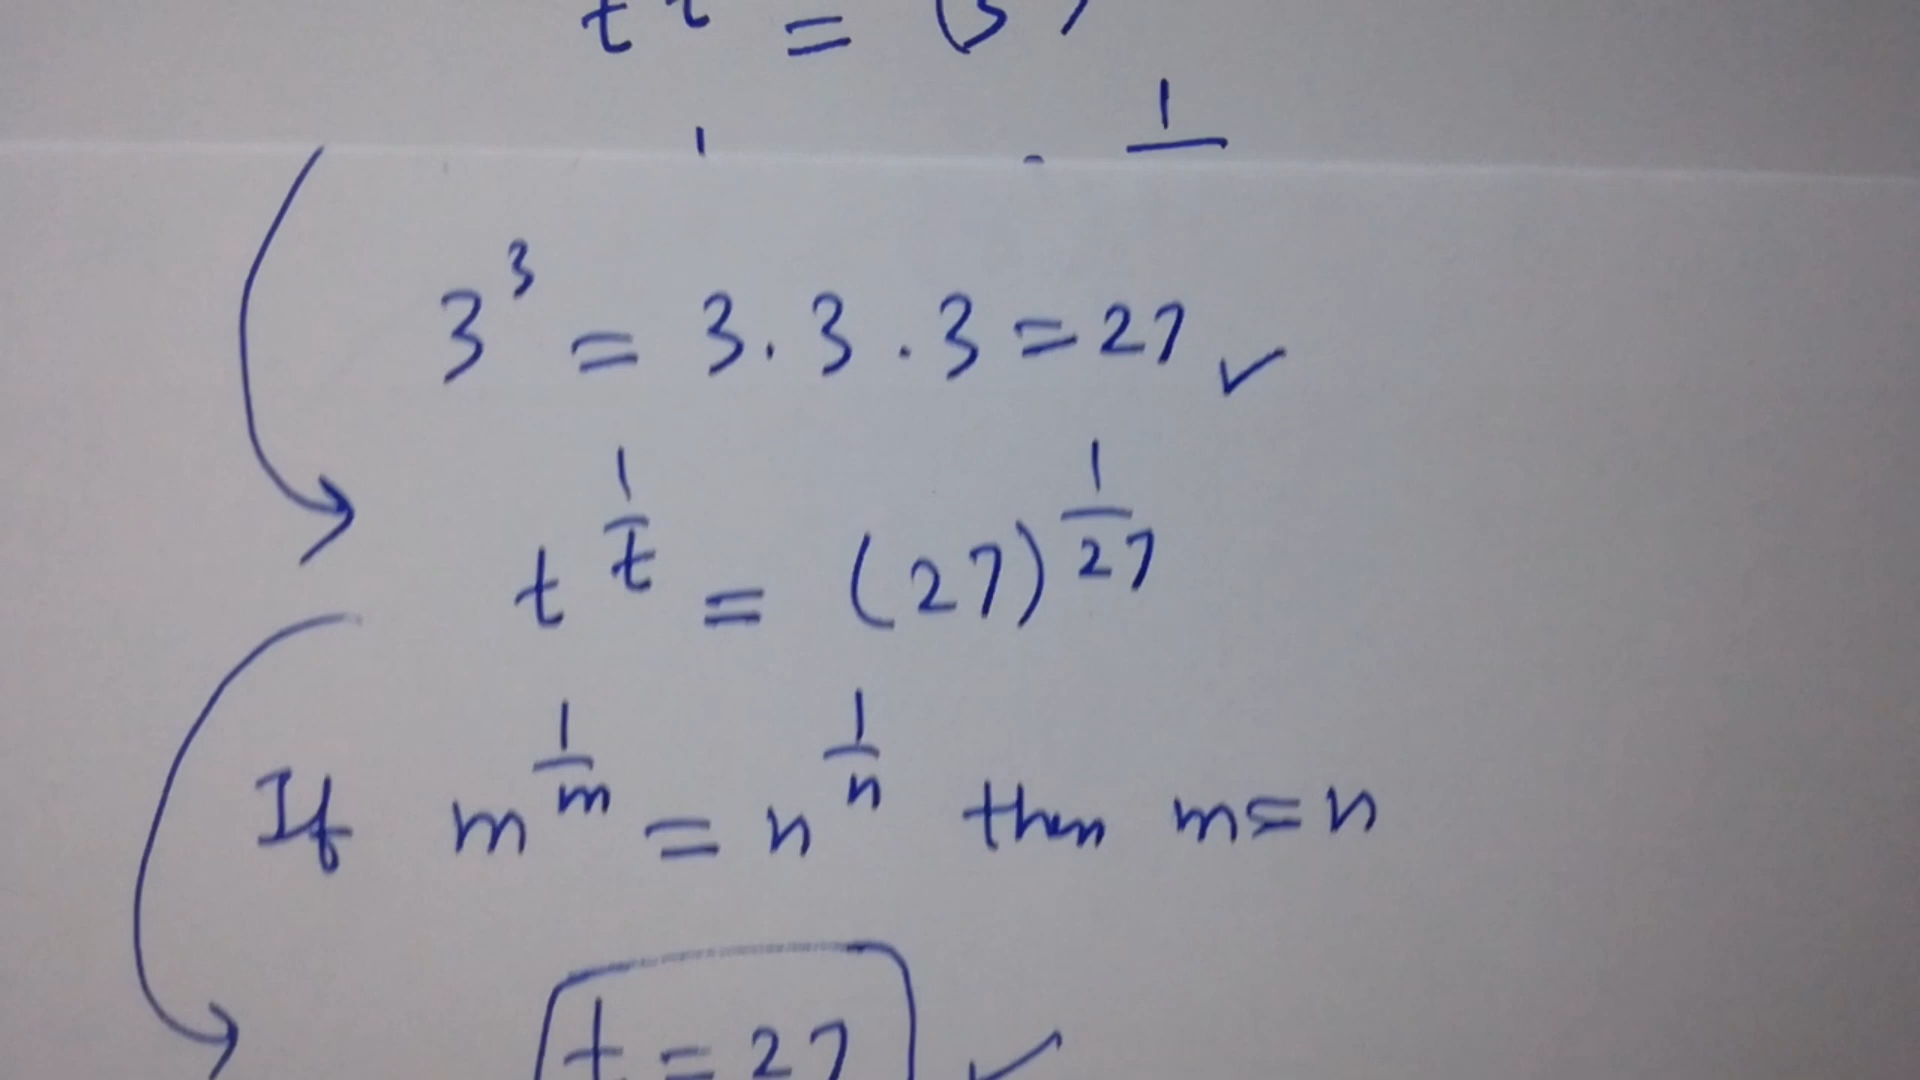 3^3 = 3 . 3 . 3 = 27 ✓
t^(1/t) = (27)^(1/27)
If m^(1/m) = n^(1/n) then m = n
t = 27 ✓